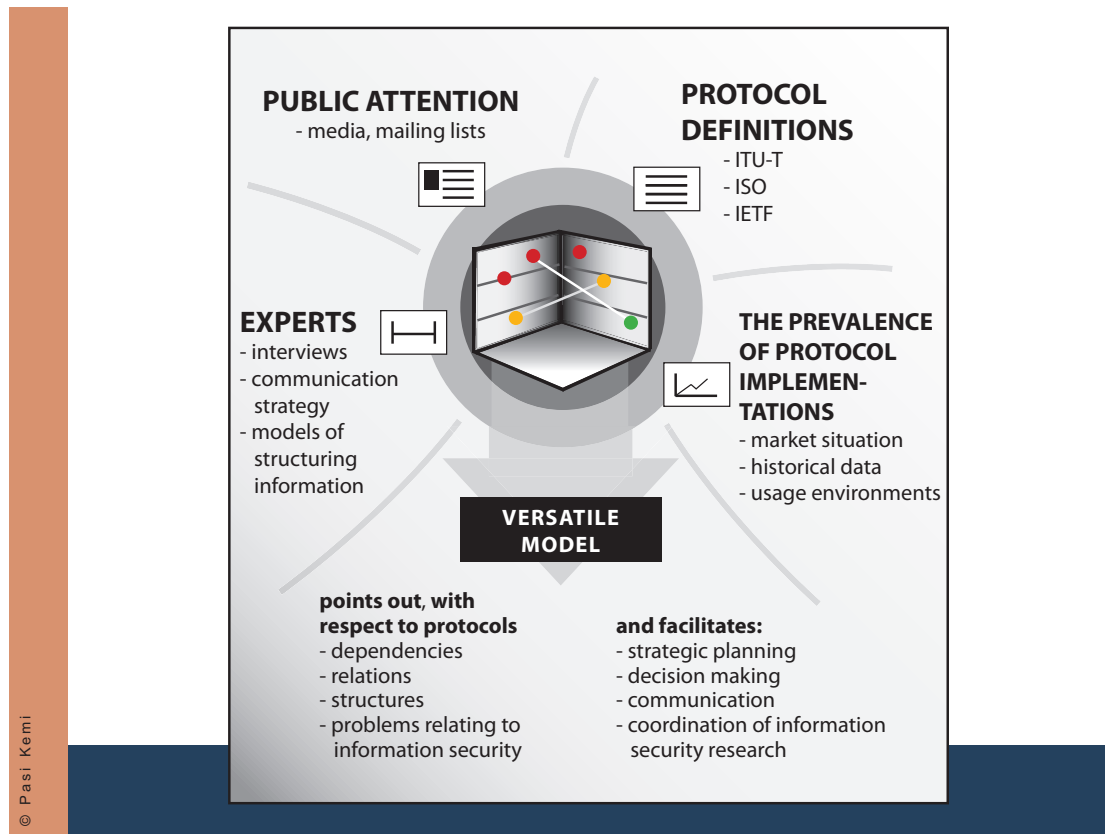 PUBLIC ATTENTION
- media, mailing lists
PROTOCOL
DEFINITIONS
- ITU-T
- ISO
- IETF
EXPERTS
- interviews
- communication
strategy
- models of
structuring
information
THE PREVALENCE
OF PROTOCOL
IMPLEMEN-
TATIONS
- market situation
- historical data
- usage environments
VERSATILE
MODEL
points out, with
respect to protocols
- dependencies
- relations
- structures
- problems relating to
information security
and facilitates:
- strategic planning
- decision making
- communication
- coordination of information
security research
© Pasi Kemi